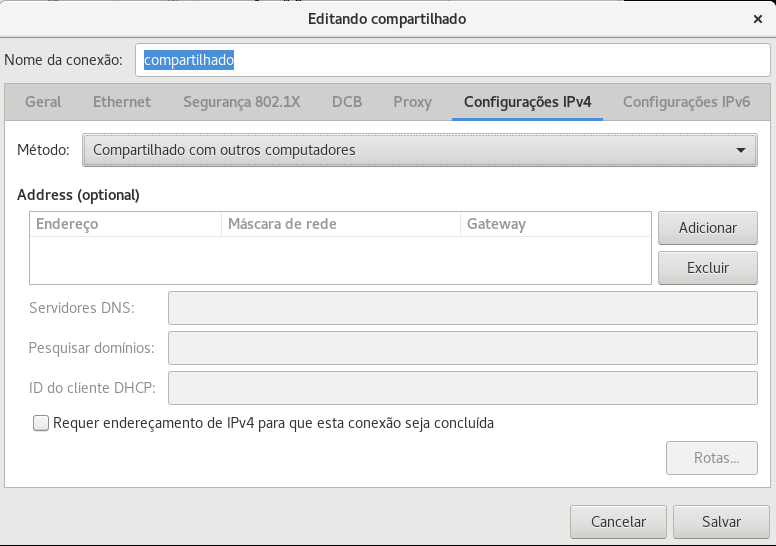 Editando compartilhado
Nome da conexão: compartilhado
Geral Ethernet Segurança 802.1X DCB Proxy Configurações IPv4 Configurações IPv6
Método: Compartilhado com outros computadores
Address (optional)
Endereço Máscara de rede Gateway
Adicionar
Excluir
Servidores DNS:
Pesquisar domínios:
ID do cliente DHCP:
Requer endereçamento de IPv4 para que esta conexão seja concluída
Rotas...
Cancelar Salvar